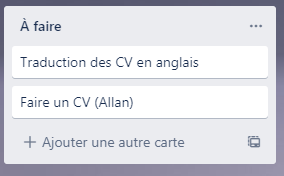 À faire
Traduction des CV en anglais
Faire un CV (Allan)
Ajouter une autre carte